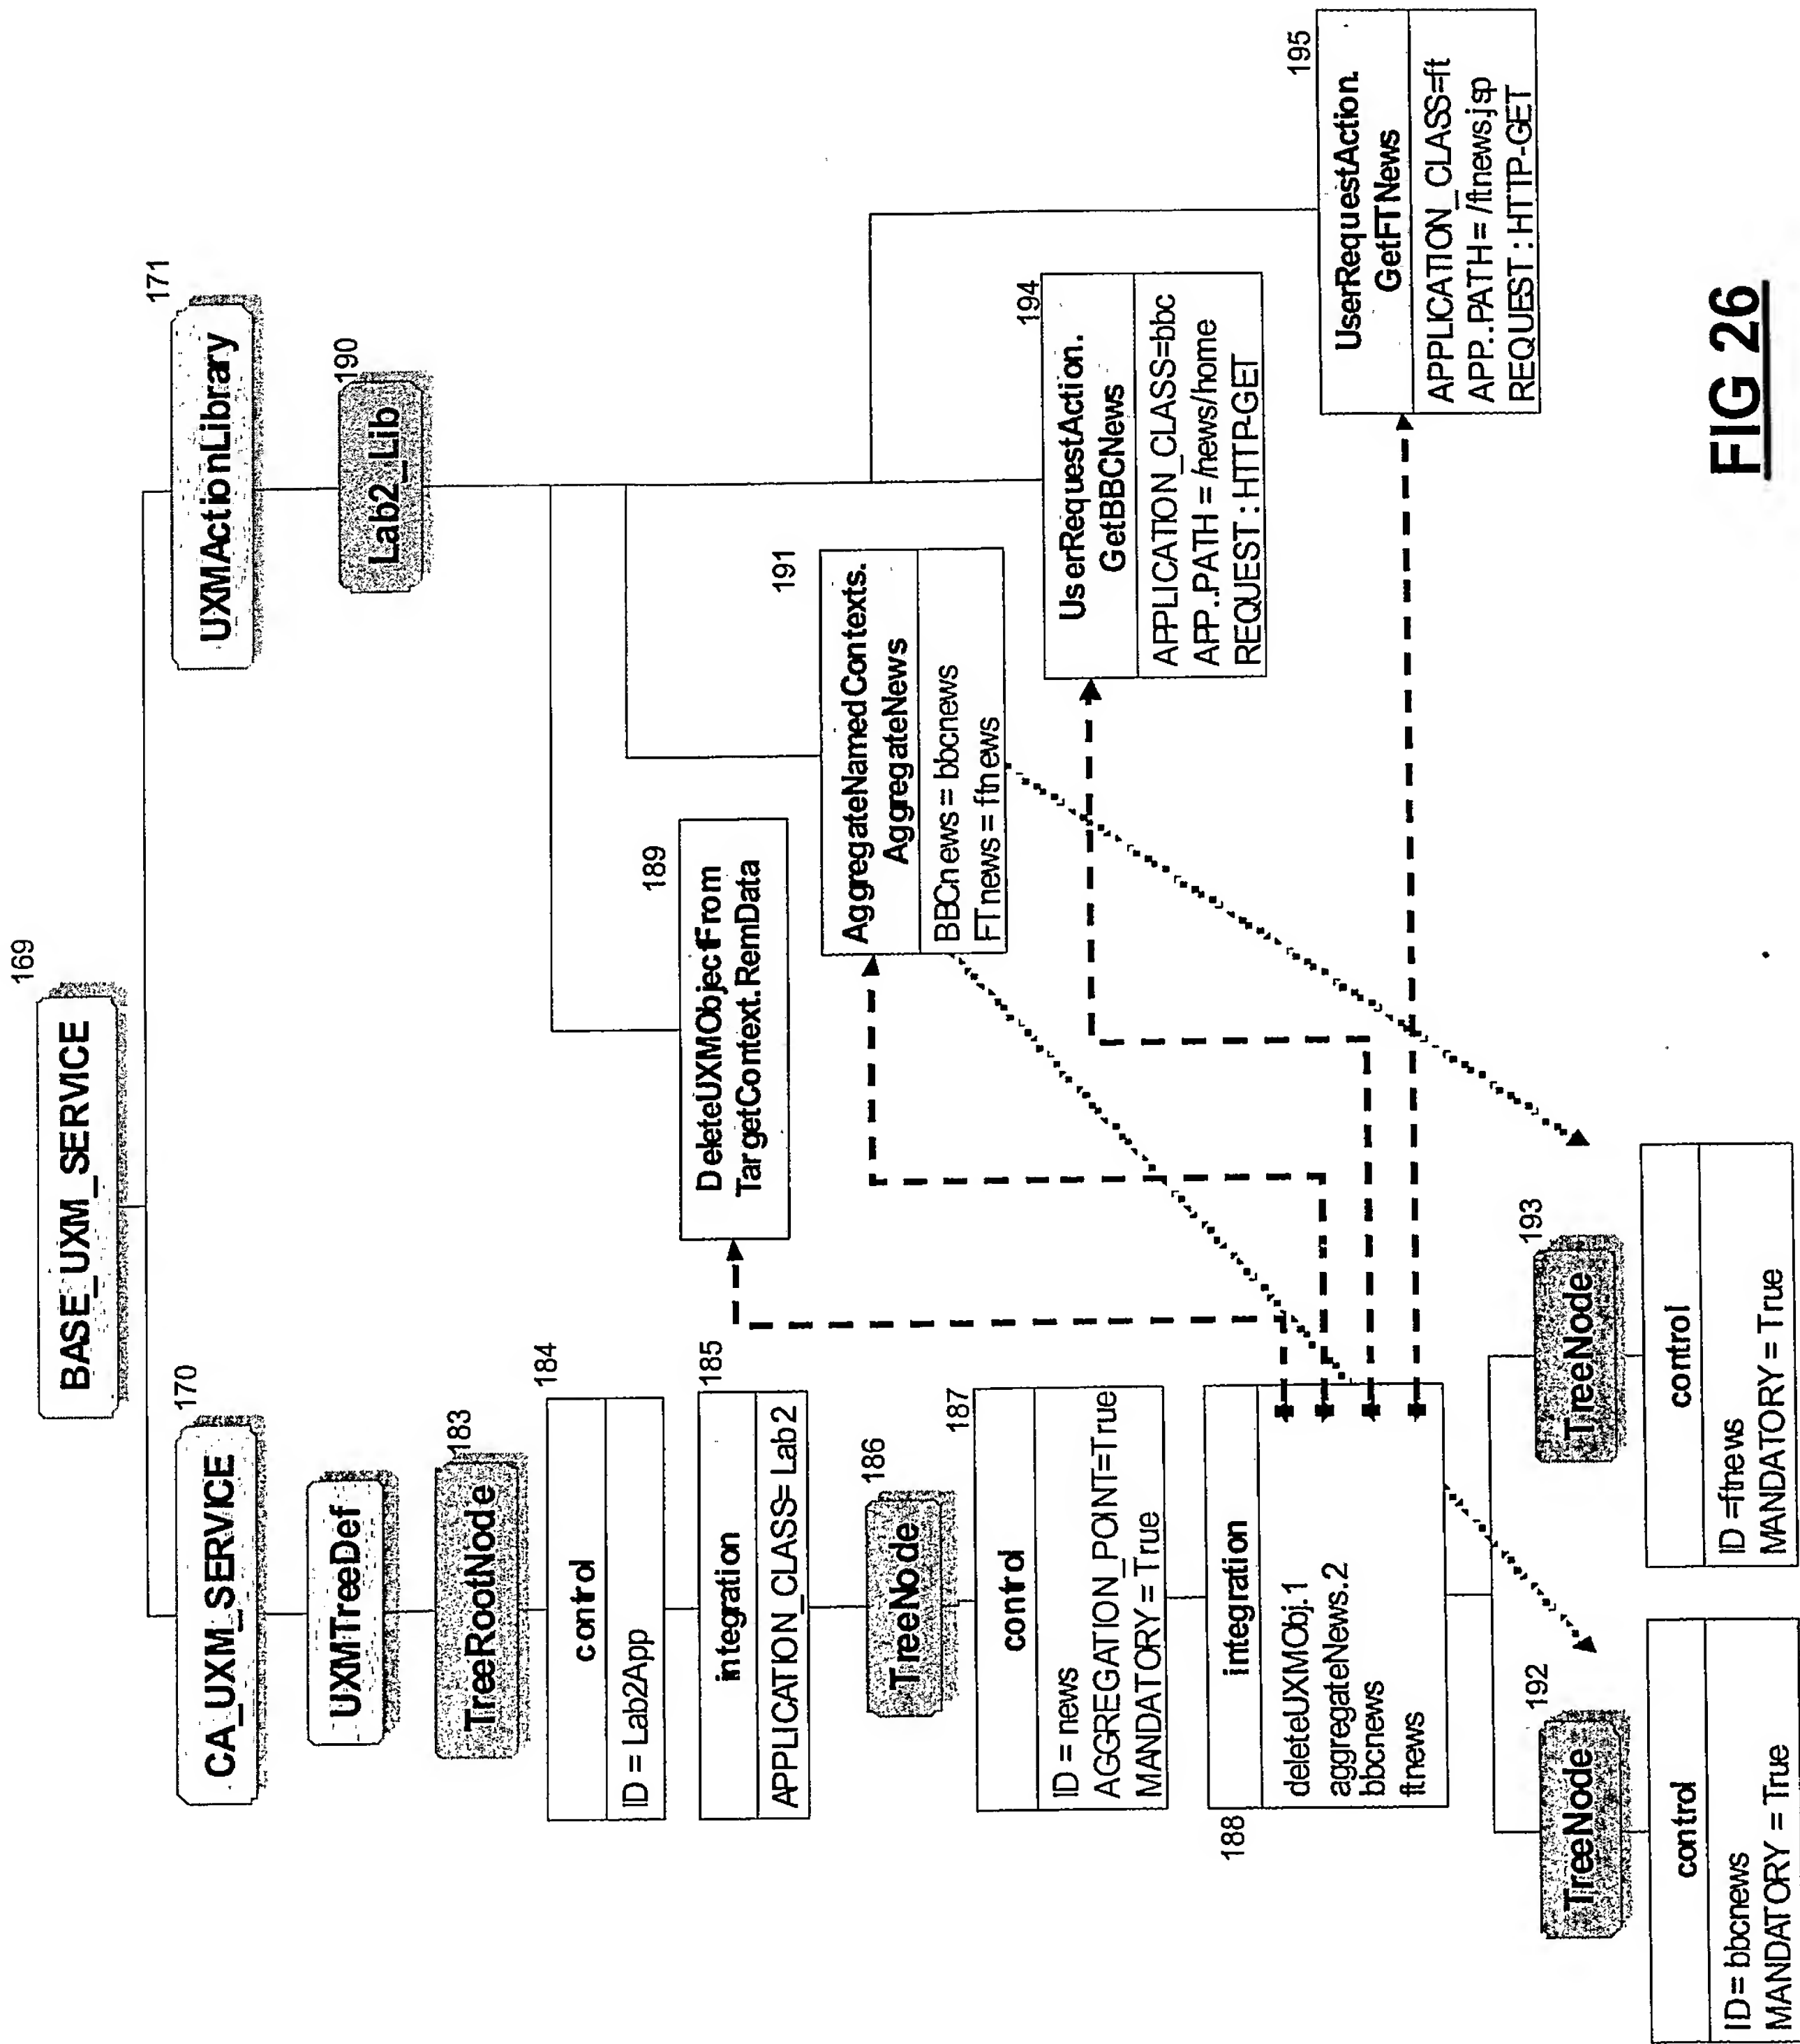 169
BASE_UXM_SERVICE
170
CA_UXM_SERVICE
171
UXMActionLibrary
UXMTreeDef
190
Lab2_Lib
183
TreeRootNode
184
control
ID = Lab2App
185
integration
APPLICATION_CLASS= Lab2
186
TreeNode
187
control
ID = news
AGGREGATION_POINT=True
MANDATORY = True
188
integration
deleteUXMObj.1
aggregateNews.2
bbcnews
ftnews
189
DeleteUXMObjectFrom
TargetContext.RemData
191
AggregateNamedContexts.
AggregateNews
BBCnews = bbcnews
FTnews = ftnews
194
UserRequestAction.
GetBBCNews
APPLICATION_CLASS=bbc
APP..PATH = /news/home
REQUEST : HTTP-GET
195
UserRequestAction.
GetFTNews
APPLICATION_CLASS=ft
APP..PATH = /ftnews.jsp
REQUEST : HTTP-GET
192
TreeNode
control
ID= bbcnews
MANDATORY = True
193
TreeNode
control
ID =ftnews
MANDATORY = True
FIG 26